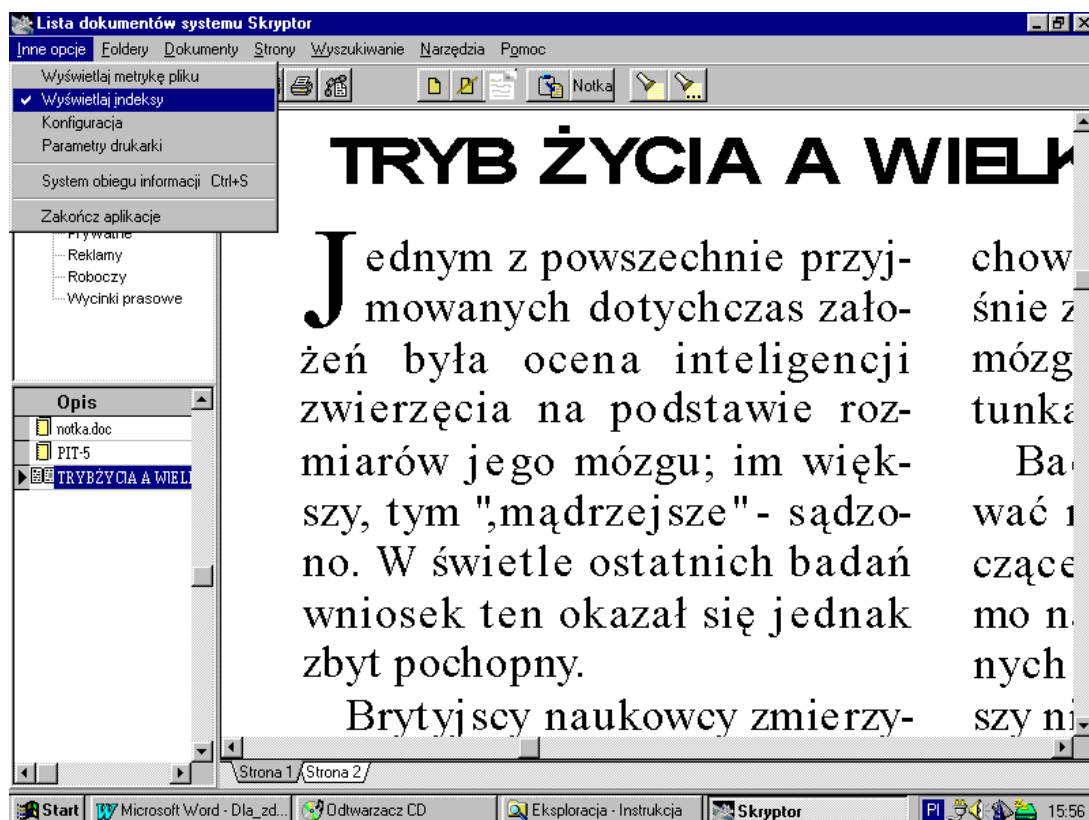 Lista dokumentów systemu Skryptor
Inne opcje Foldery Dokumenty Strony Wyszukiwanie Narzędzia Pomoc
Wyświetlaj metrykę pliku
Wyświetlaj indeksy
Konfiguracja
Parametry drukarki
System obiegu informacji Ctrl+S
Zakończ aplikacje
Notka
Prywatne
Reklamy
Roboczy
Wycinki prasowe
Opis
notka.doc
PIT-5
TRYBŻYCIA A WIEL
TRYB ŻYCIA A WIELK
Jednym z powszechnie przyj-
mowanych dotychczas zało-
żeń była ocena inteligencji
zwierzęcia na podstawie roz-
miarów jego mózgu; im więk-
szy, tym ",mądrzejsze" - sądzo-
no. W świetle ostatnich badań
wniosek ten okazał się jednak
zbyt pochopny.
Brytyjscy naukowcy zmierzy-
chow
śnie z
mózg
tunka
Ba
wać
czące
mo n
nych
szy ni
Strona 1 Strona 2
Start Microsoft Word - Dla_zd... Odtwarzacz CD Eksploracja - Instrukcja Skryptor Pl 15:56